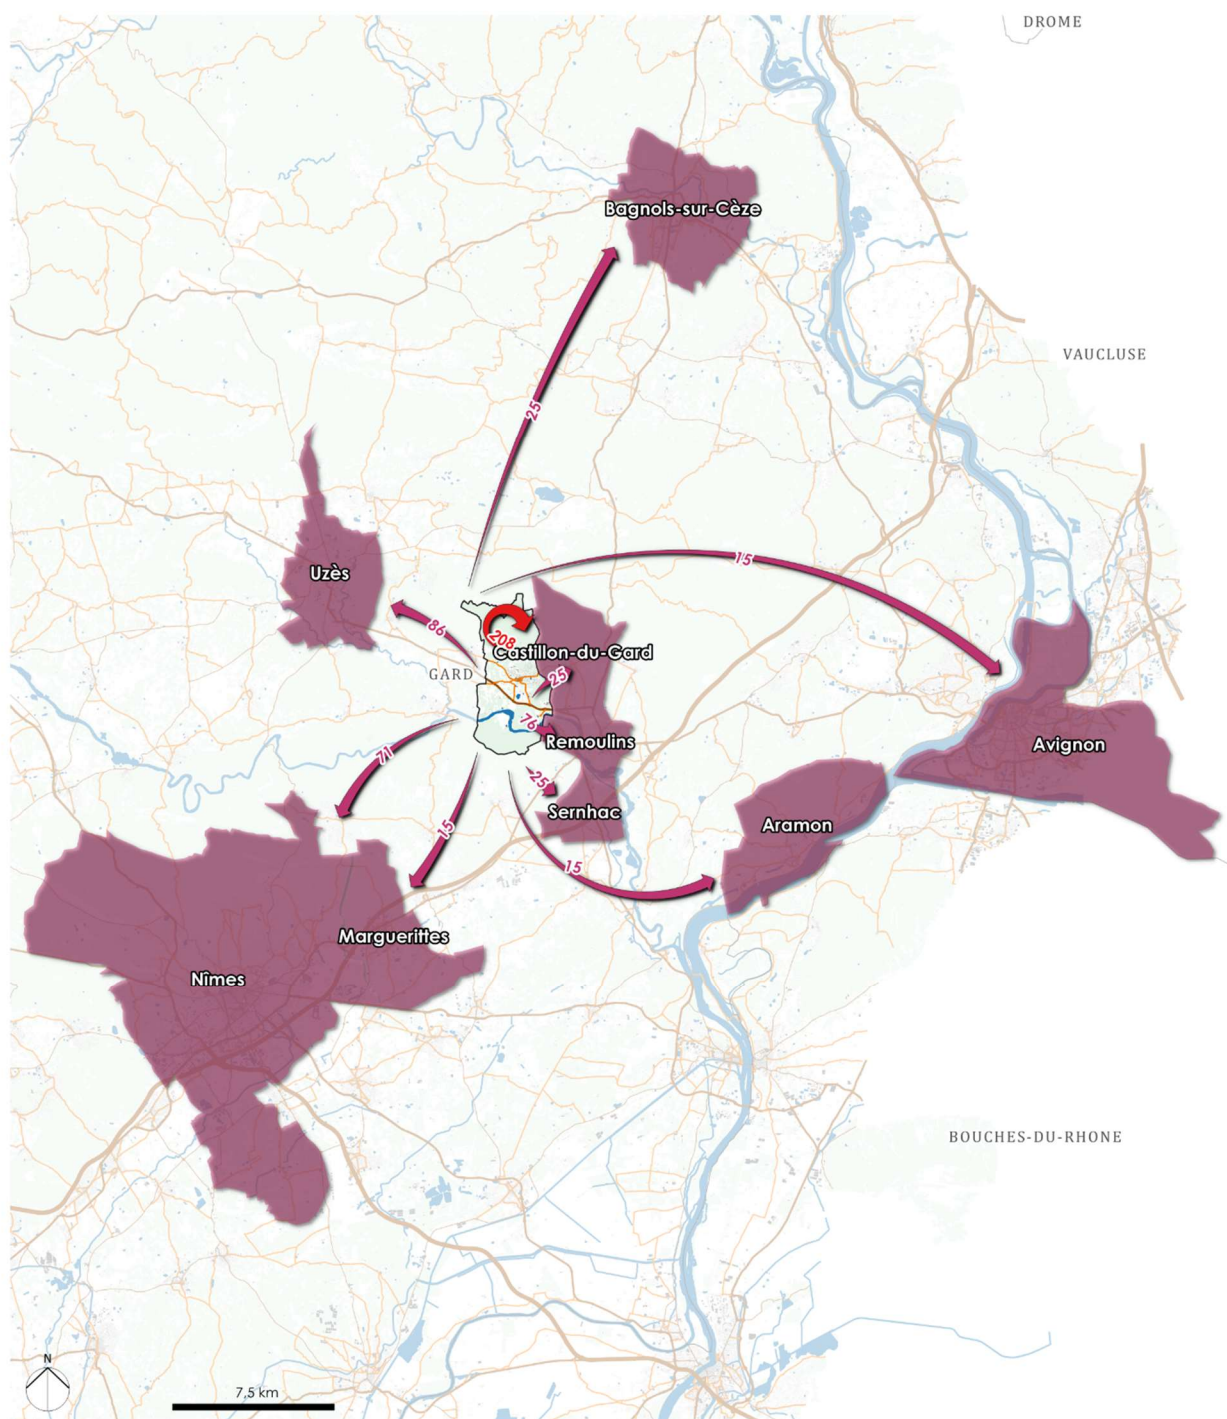 DROME
Bagnols-sur-Cèze
VAUCLUSE
25
15
Uzès
86
208
Castillon-du-Gard
GARD
25
76
Remoulins
71
Avignon
25
Sernhac
15
Aramon
15
Marguerittes
Nîmes
BOUCHES-DU-RHONE
N
7,5 km